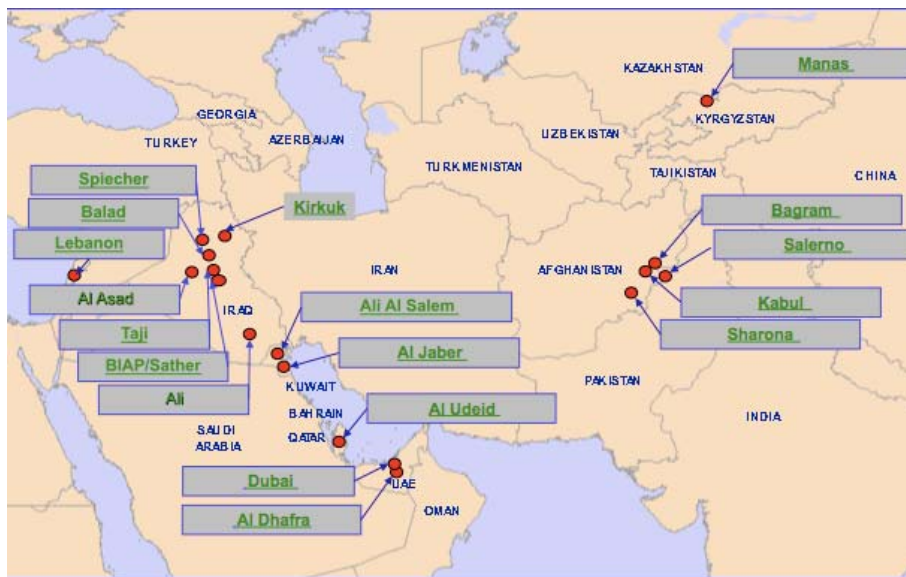 KAZAKHSTAN
Manas
GEORGIA
KYRGYZSTAN
AZERBAIJAN
UZBEKISTAN
TURKEY
TURKMENISTAN
TAJIKISTAN
CHINA
Spiecher
Kirkuk
Balad
Bagram
Lebanon
Salerno
IRAN
AFGHANISTAN
Al Asad
Ali Al Salem
Kabul
IRAQ
Taji
Sharona
BIAP/Sather
Al Jaber
KUWAIT
PAKISTAN
Ali
BAHRAIN
Al Udeid
INDIA
SAUDI
ARABIA
QATAR
Dubai
UAE
Al Dhafra
OMAN